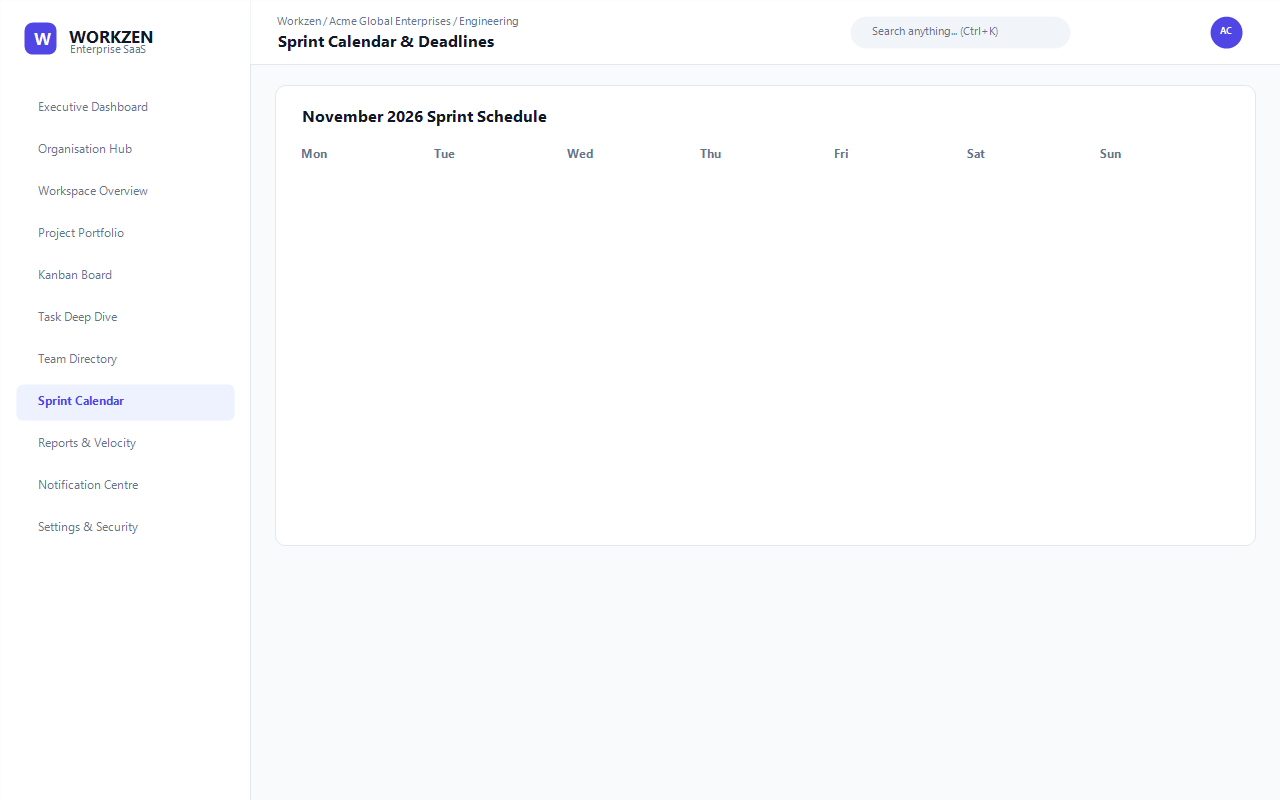 W
WORKZEN
Enterprise SaaS
Executive Dashboard
Organisation Hub
Workspace Overview
Project Portfolio
Kanban Board
Task Deep Dive
Team Directory
Sprint Calendar
Reports & Velocity
Notification Centre
Settings & Security
Workzen / Acme Global Enterprises / Engineering
Sprint Calendar & Deadlines
Search anything... (Ctrl+K)
AC
November 2026 Sprint Schedule
Mon Tue Wed Thu Fri Sat Sun